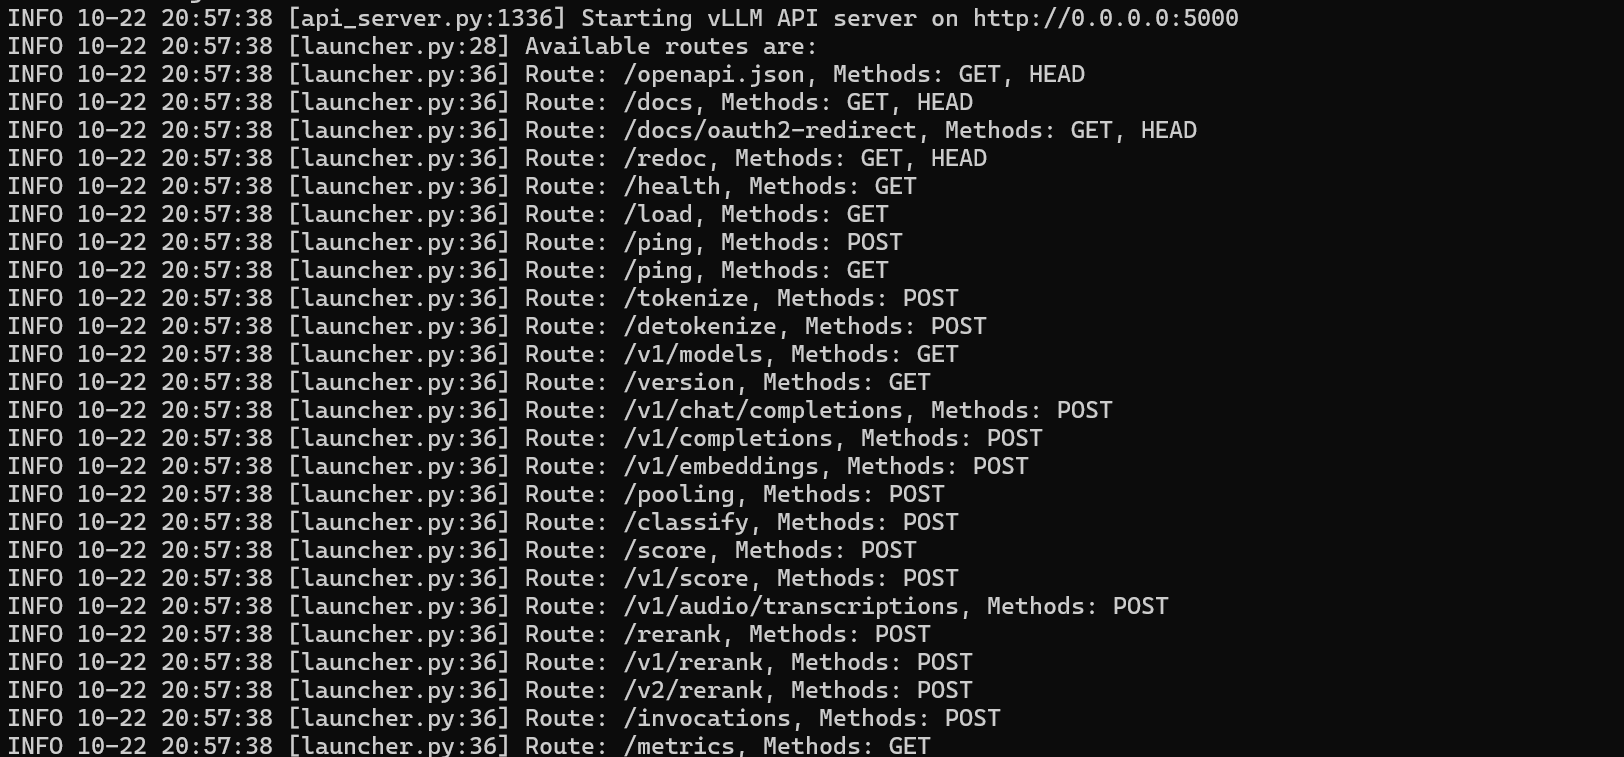 INFO 10-22 20:57:38 [api_server.py:1336] Starting vLLM API server on http://0.0.0.0:5000
INFO 10-22 20:57:38 [launcher.py:28] Available routes are:
INFO 10-22 20:57:38 [launcher.py:36] Route: /openapi.json, Methods: GET, HEAD
INFO 10-22 20:57:38 [launcher.py:36] Route: /docs, Methods: GET, HEAD
INFO 10-22 20:57:38 [launcher.py:36] Route: /docs/oauth2-redirect, Methods: GET, HEAD
INFO 10-22 20:57:38 [launcher.py:36] Route: /redoc, Methods: GET, HEAD
INFO 10-22 20:57:38 [launcher.py:36] Route: /health, Methods: GET
INFO 10-22 20:57:38 [launcher.py:36] Route: /load, Methods: GET
INFO 10-22 20:57:38 [launcher.py:36] Route: /ping, Methods: POST
INFO 10-22 20:57:38 [launcher.py:36] Route: /ping, Methods: GET
INFO 10-22 20:57:38 [launcher.py:36] Route: /tokenize, Methods: POST
INFO 10-22 20:57:38 [launcher.py:36] Route: /detokenize, Methods: POST
INFO 10-22 20:57:38 [launcher.py:36] Route: /v1/models, Methods: GET
INFO 10-22 20:57:38 [launcher.py:36] Route: /version, Methods: GET
INFO 10-22 20:57:38 [launcher.py:36] Route: /v1/chat/completions, Methods: POST
INFO 10-22 20:57:38 [launcher.py:36] Route: /v1/completions, Methods: POST
INFO 10-22 20:57:38 [launcher.py:36] Route: /v1/embeddings, Methods: POST
INFO 10-22 20:57:38 [launcher.py:36] Route: /pooling, Methods: POST
INFO 10-22 20:57:38 [launcher.py:36] Route: /classify, Methods: POST
INFO 10-22 20:57:38 [launcher.py:36] Route: /score, Methods: POST
INFO 10-22 20:57:38 [launcher.py:36] Route: /v1/score, Methods: POST
INFO 10-22 20:57:38 [launcher.py:36] Route: /v1/audio/transcriptions, Methods: POST
INFO 10-22 20:57:38 [launcher.py:36] Route: /rerank, Methods: POST
INFO 10-22 20:57:38 [launcher.py:36] Route: /v1/rerank, Methods: POST
INFO 10-22 20:57:38 [launcher.py:36] Route: /v2/rerank, Methods: POST
INFO 10-22 20:57:38 [launcher.py:36] Route: /invocations, Methods: POST
INFO 10-22 20:57:38 [launcher.py:36] Route: /metrics, Methods: GET